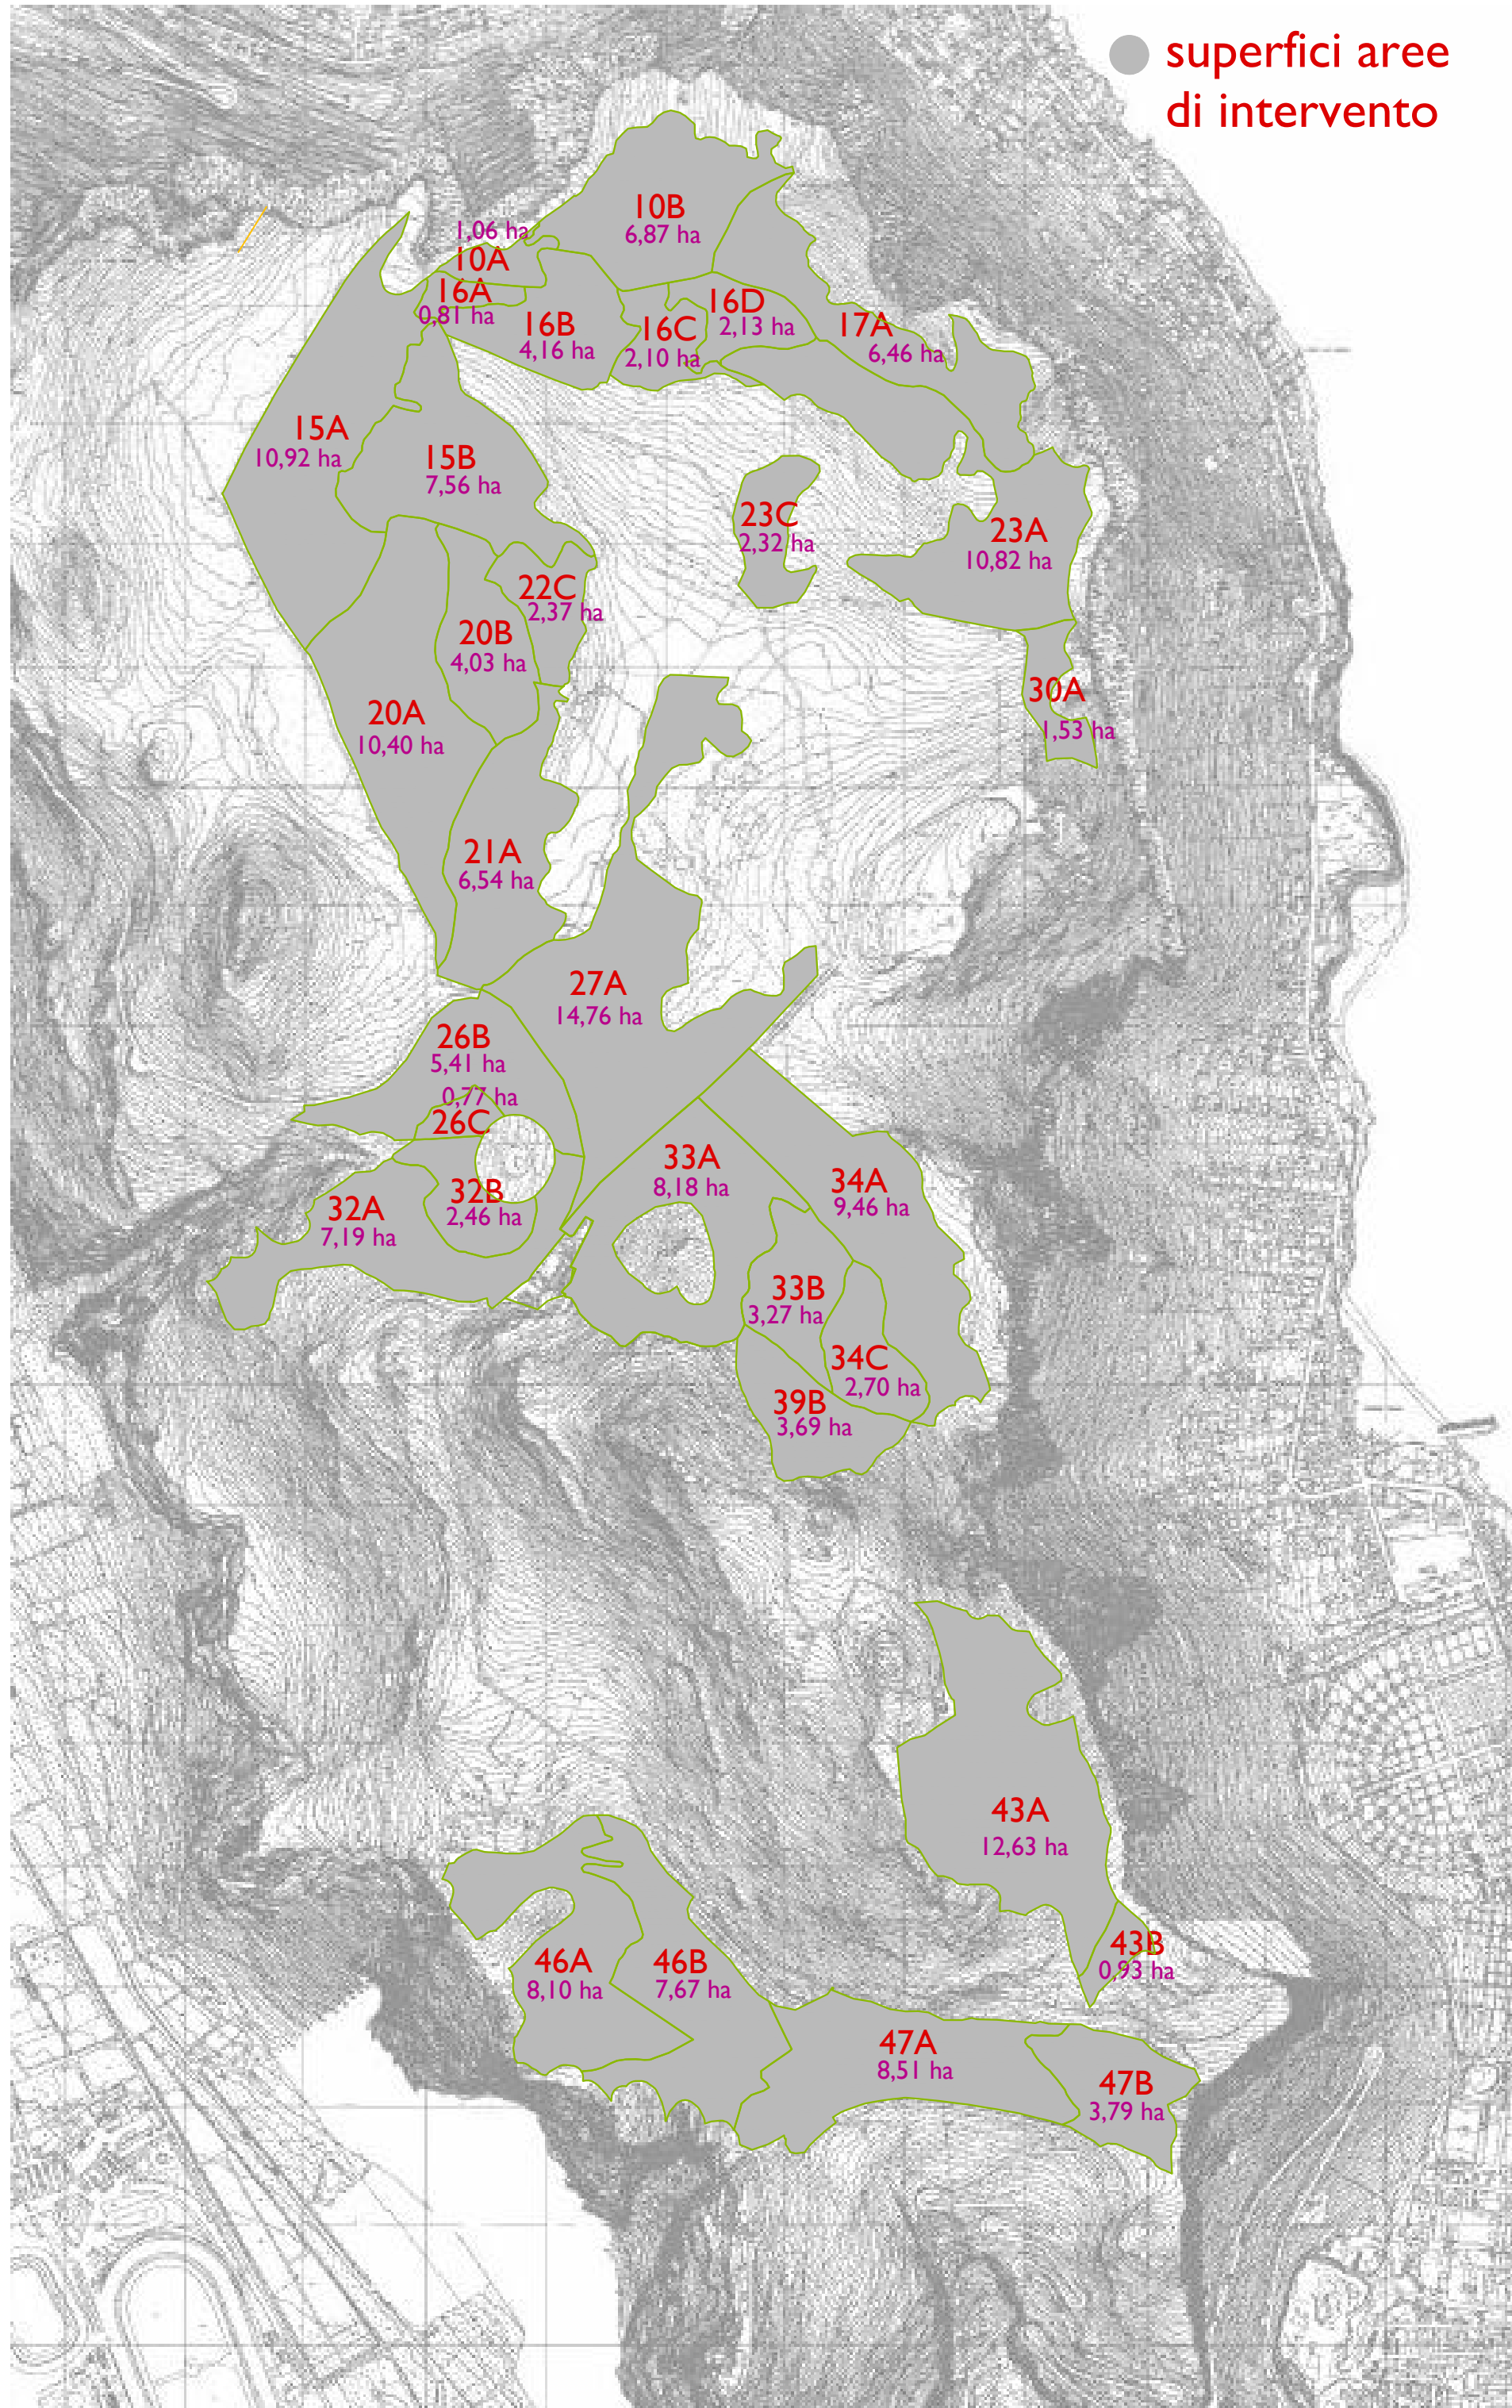 superfici aree
di intervento
10B
6,87 ha
1,06 ha
10A
16A
0,81 ha
16B
4,16 ha
16C
2,10 ha
16D
2,13 ha
17A
6,46 ha
15A
10,92 ha
15B
7,56 ha
23C
2,32 ha
23A
10,82 ha
22C
2,37 ha
20B
4,03 ha
30A
1,53 ha
20A
10,40 ha
21A
6,54 ha
27A
14,76 ha
26B
5,41 ha
0,77 ha
26C
33A
8,18 ha
34A
9,46 ha
32B
2,46 ha
32A
7,19 ha
33B
3,27 ha
34C
2,70 ha
39B
3,69 ha
43A
12,63 ha
43B
0,93 ha
46A
8,10 ha
46B
7,67 ha
47A
8,51 ha
47B
3,79 ha